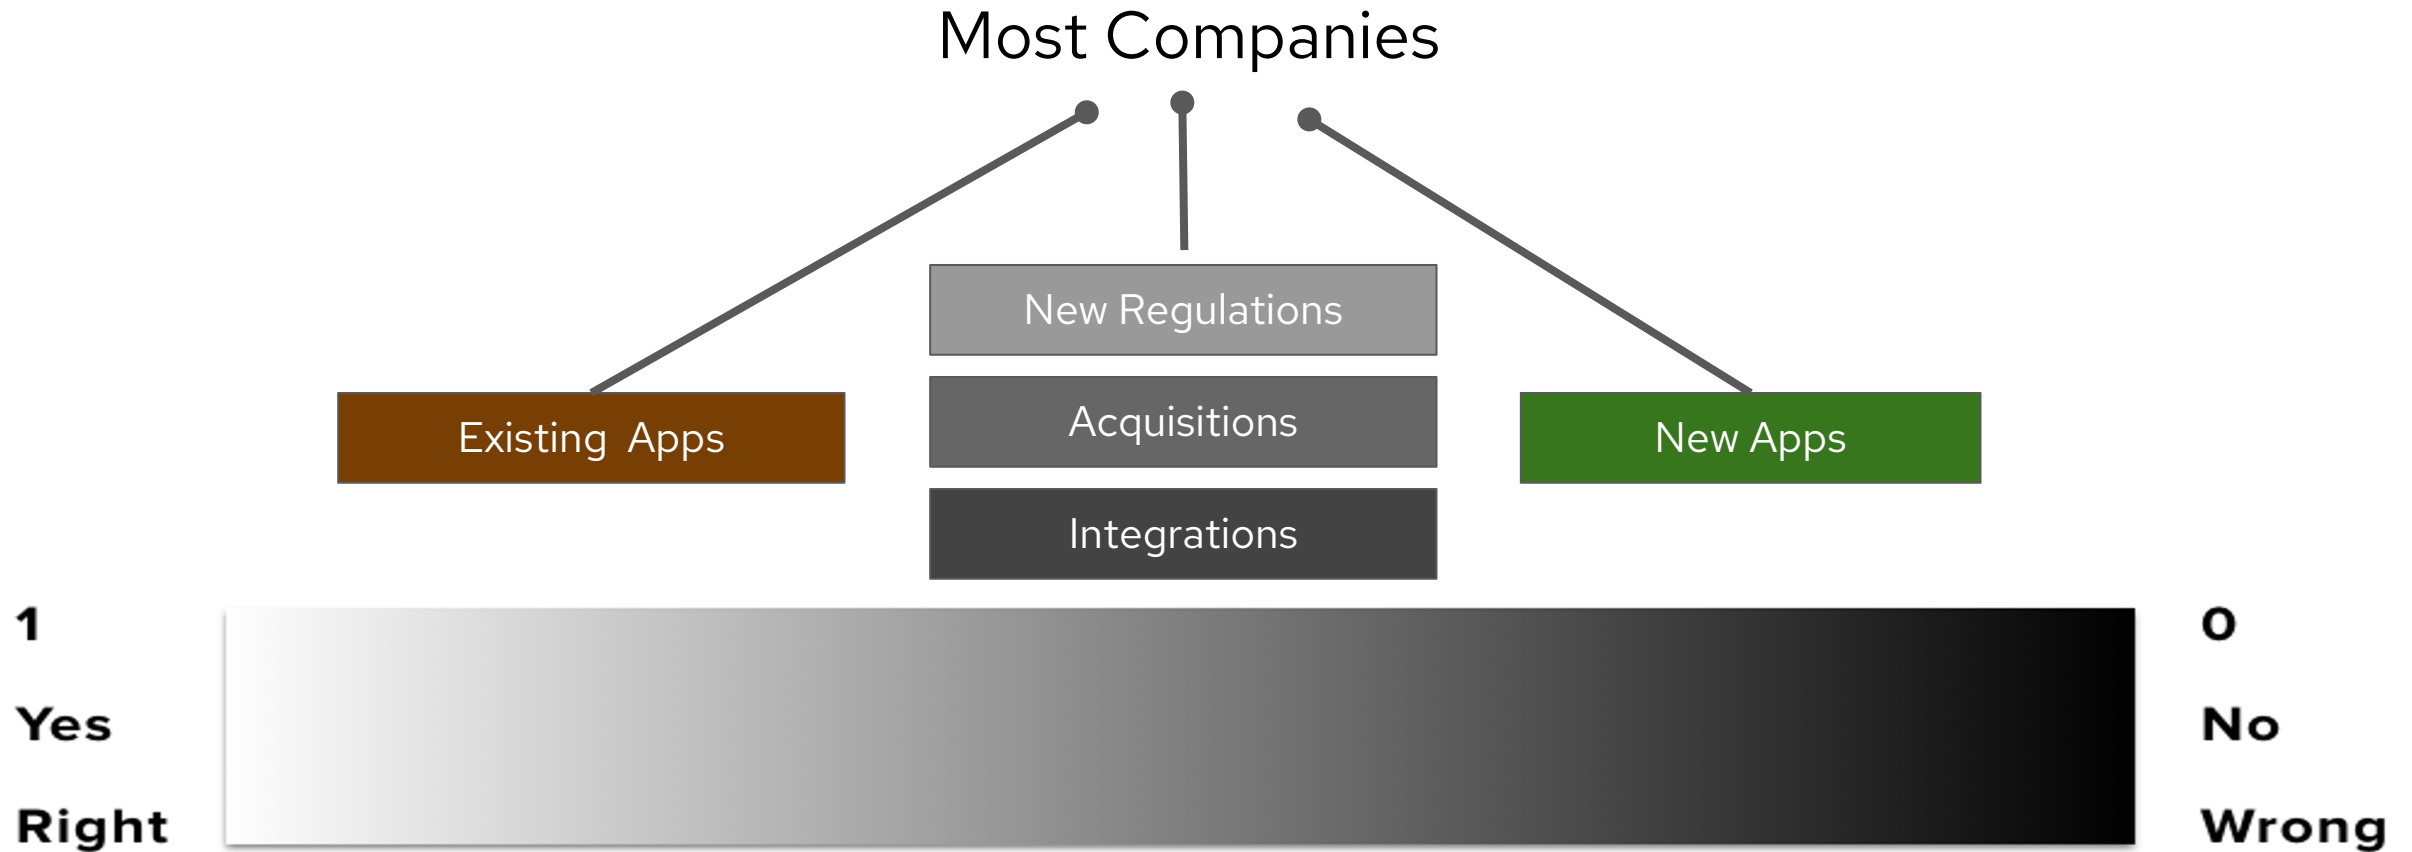 Most Companies
New Regulations
Acquisitions
Existing Apps
New Apps
Integrations
1
0
Yes
No
Right
Wrong